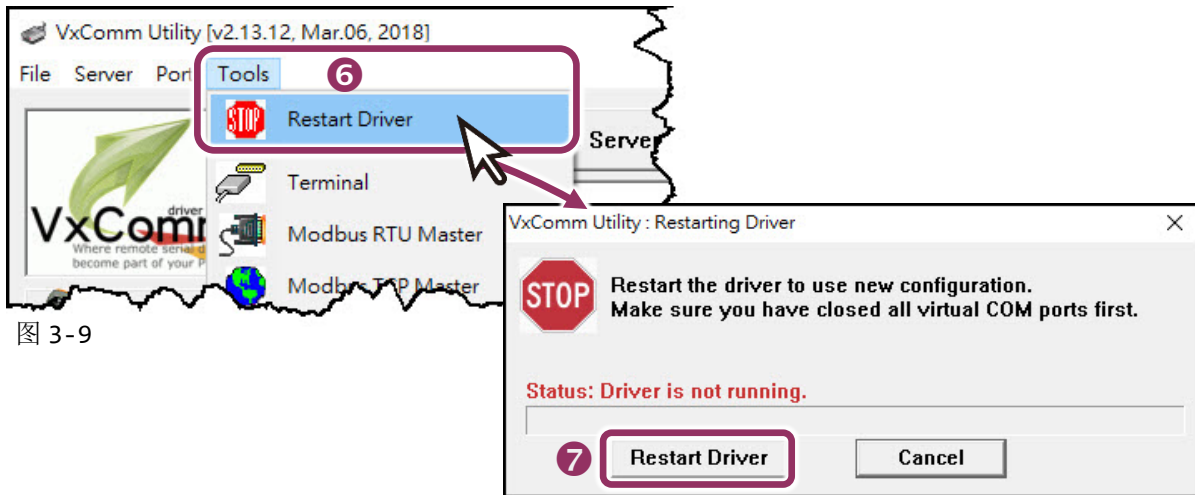 VxComm Utility [v2.13.12, Mar.06, 2018]
File Server Port Tools
6
STOP
Restart Driver
Server
driver
VxComm
Where remote serial d
become part of your P
Terminal
Modbus RTU Master
Modbus TCP Master
图 3-9
VxComm Utility : Restarting Driver
STOP
Restart the driver to use new configuration.
Make sure you have closed all virtual COM ports first.
Status: Driver is not running.
7
Restart Driver
Cancel